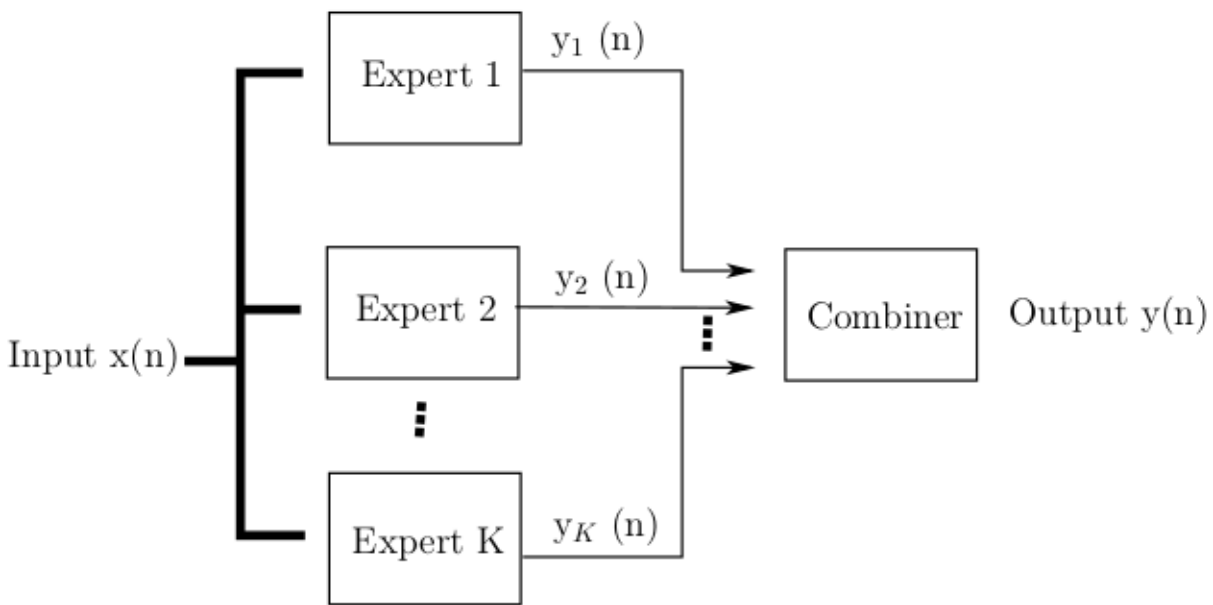 y₁ (n)
Expert 1
y₂ (n)
Expert 2
Combiner
Output y(n)
Input x(n)
y_K (n)
Expert K